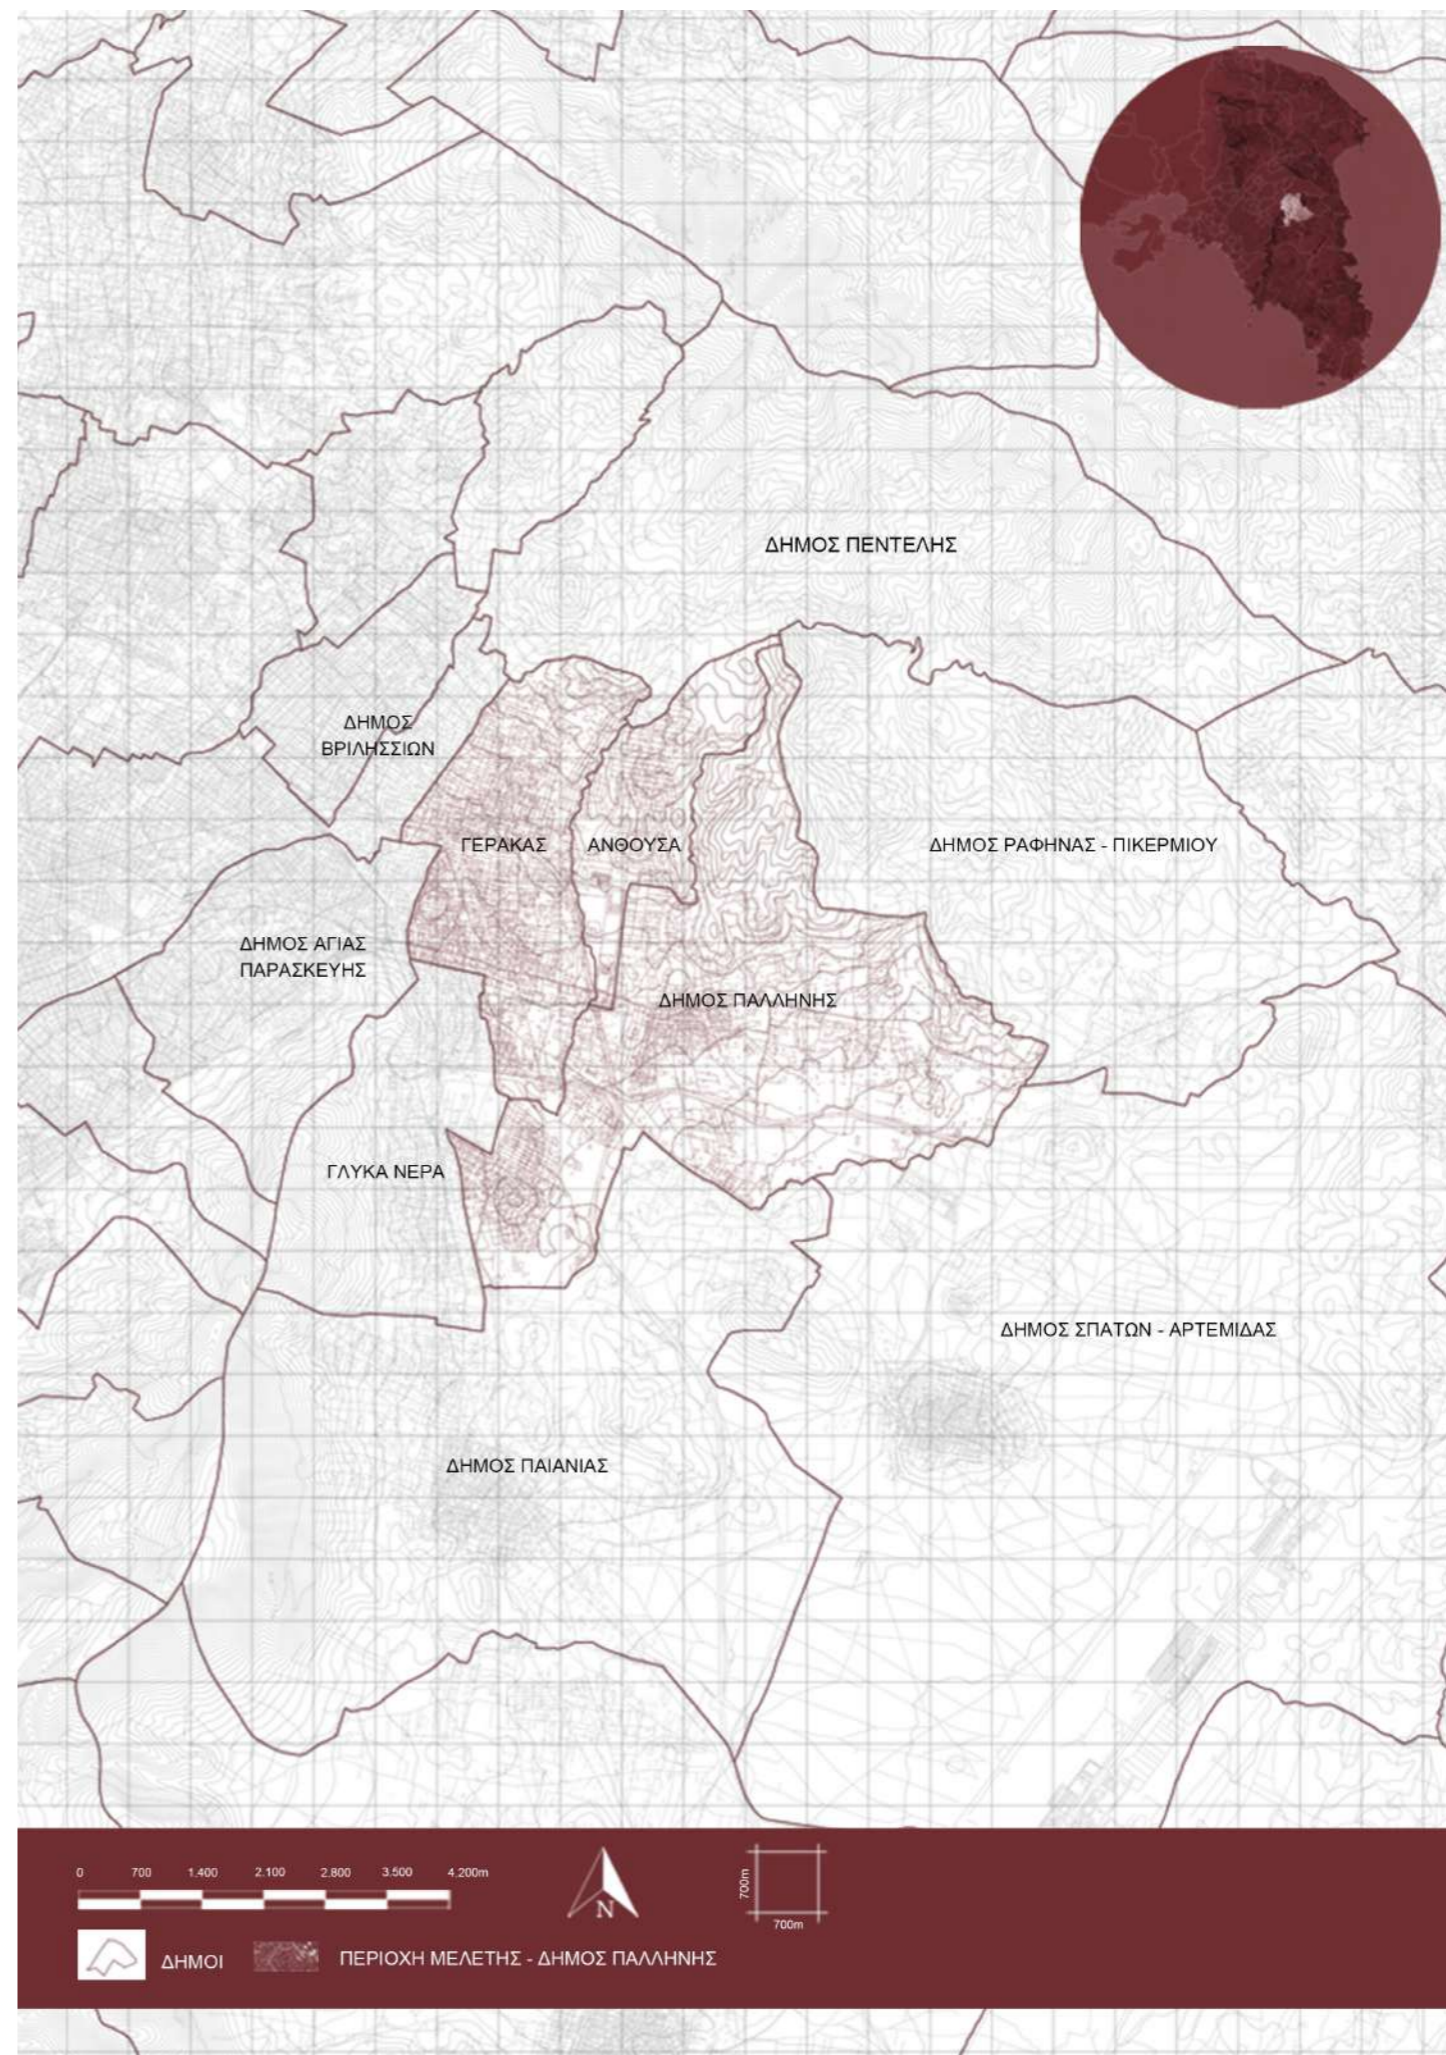 ΔΗΜΟΣ ΠΕΝΤΕΛΗΣ
ΔΗΜΟΣ
ΒΡΙΛΗΣΣΙΩΝ
ΓΕΡΑΚΑΣ
ΑΝΘΟΥΣΑ
ΔΗΜΟΣ ΡΑΦΗΝΑΣ - ΠΙΚΕΡΜΙΟΥ
ΔΗΜΟΣ ΑΓΙΑΣ
ΠΑΡΑΣΚΕΥΗΣ
ΔΗΜΟΣ ΠΑΛΛΗΝΗΣ
ΓΛΥΚΑ ΝΕΡΑ
ΔΗΜΟΣ ΣΠΑΤΩΝ - ΑΡΤΕΜΙΔΑΣ
ΔΗΜΟΣ ΠΑΙΑΝΙΑΣ
0 700 1.400 2.100 2.800 3.500 4.200m
N
700m
700m
ΔΗΜΟΙ
ΠΕΡΙΟΧΗ ΜΕΛΕΤΗΣ - ΔΗΜΟΣ ΠΑΛΛΗΝΗΣ